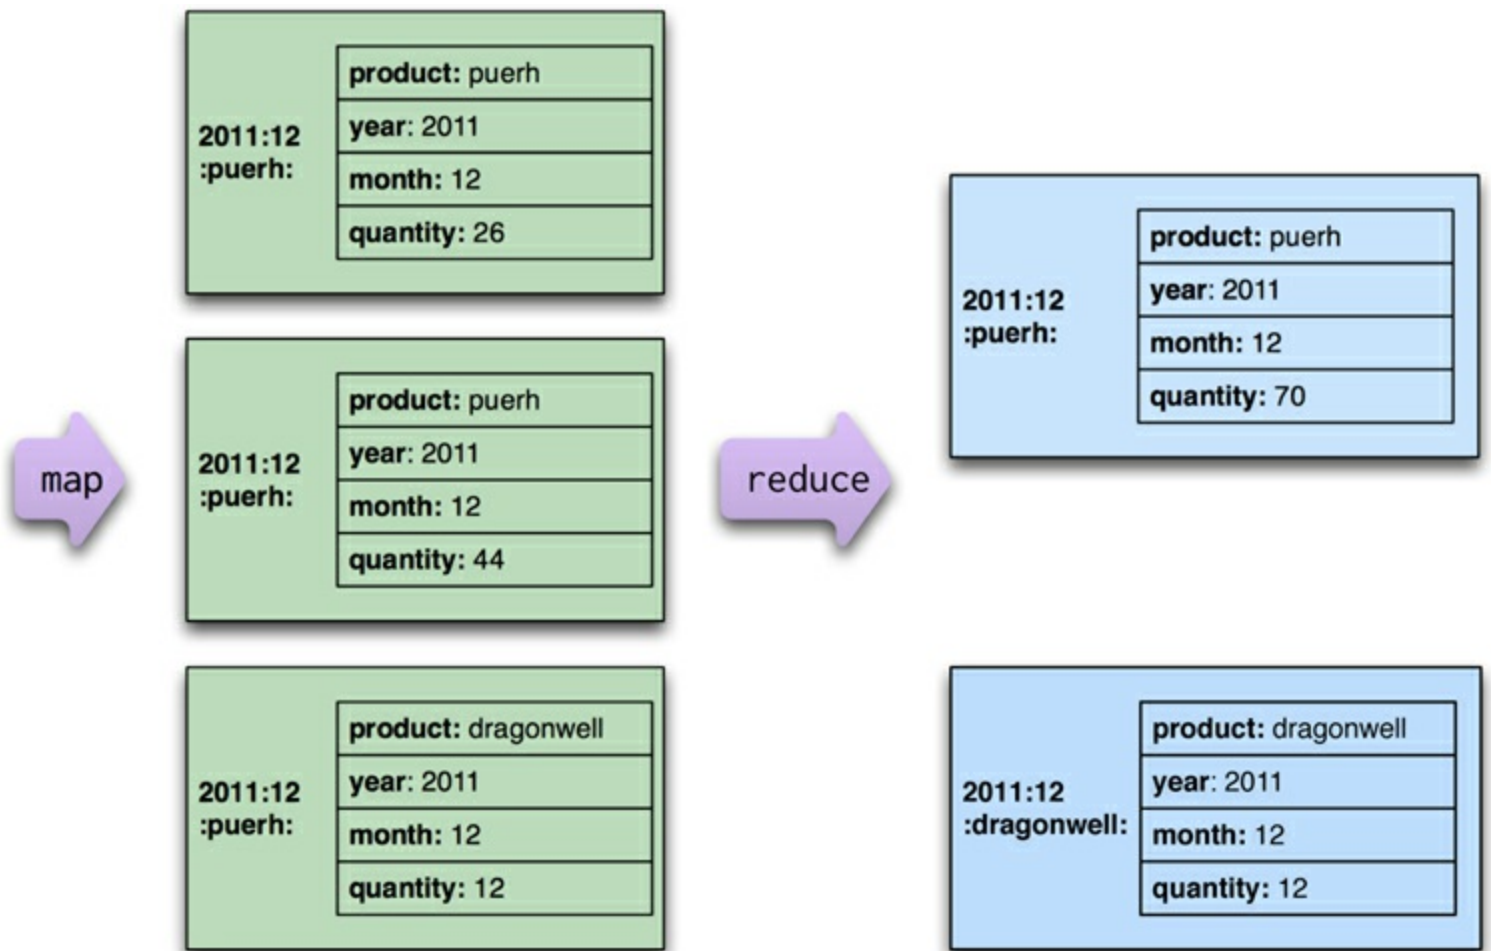 2011:12
:puerh:
product: puerh
year: 2011
month: 12
quantity: 26
map
2011:12
:puerh:
product: puerh
year: 2011
month: 12
quantity: 44
2011:12
:puerh:
product: dragonwell
year: 2011
month: 12
quantity: 12
reduce
2011:12
:puerh:
product: puerh
year: 2011
month: 12
quantity: 70
2011:12
:dragonwell:
product: dragonwell
year: 2011
month: 12
quantity: 12